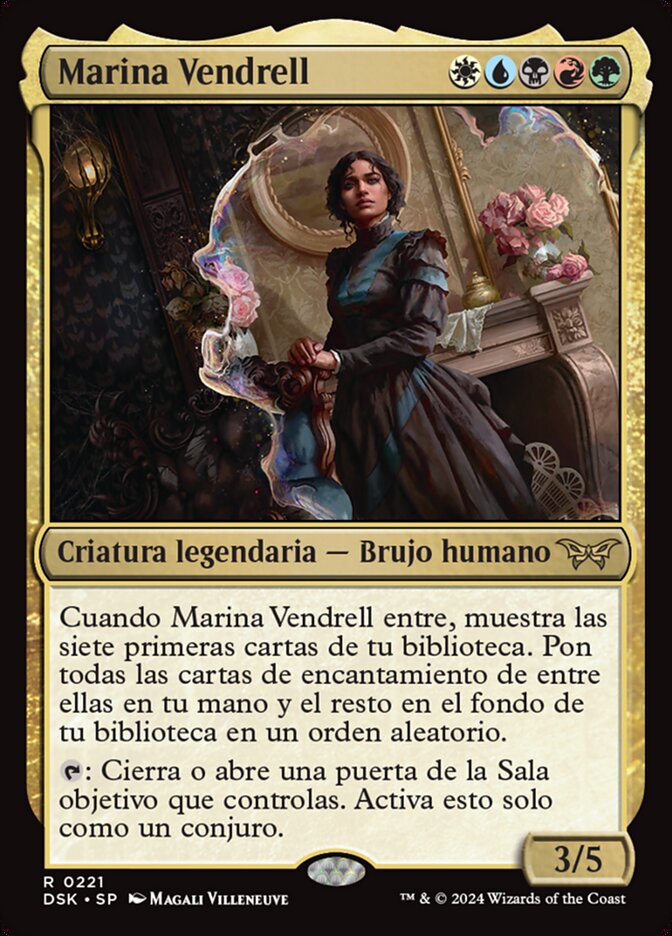 Marina Vendrell
Criatura legendaria — Brujo humano
Cuando Marina Vendrell entre, muestra las
siete primeras cartas de tu biblioteca. Pon
todas las cartas de encantamiento de entre
ellas en tu mano y el resto en el fondo de
tu biblioteca en un orden aleatorio.
: Cierra o abre una puerta de la Sala
objetivo que controlas. Activa esto solo
como un conjuro.
3/5
R 0221
DSK • SP Magali Villeneuve
™ & © 2024 Wizards of the Coast